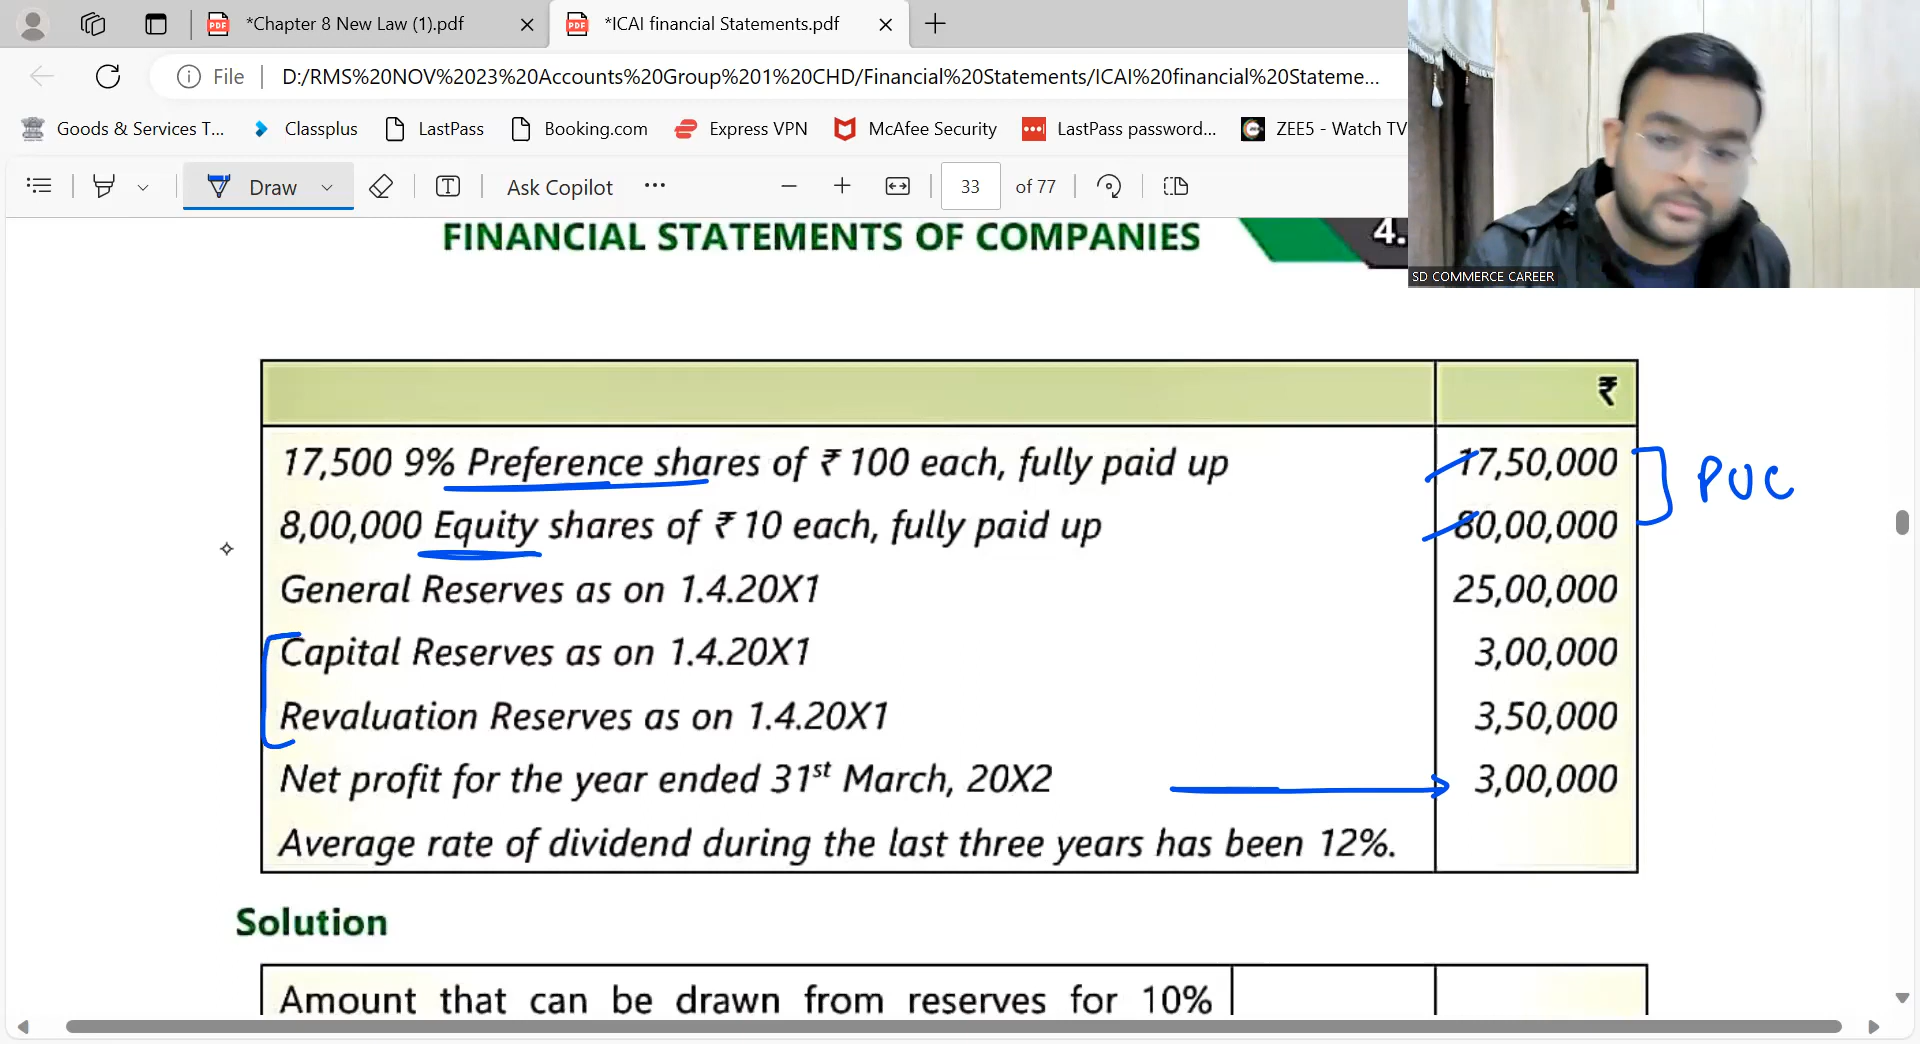 *Chapter 8 New Law (1).pdf
*ICAI financial Statements.pdf
File
D:/RMS%20NOV%2023%20Accounts%20Group%201%20CHD/Financial%20Statements/ICAI%20financial%20Stateme...
Goods & Services T...
Classplus
LastPass
Booking.com
Express VPN
McAfee Security
LastPass password...
ZEE5 - Watch TV
Draw
Ask Copilot
33 of 77
SD COMMERCE CAREER
FINANCIAL STATEMENTS OF COMPANIES
4.
₹
17,500 9% Preference shares of ₹ 100 each, fully paid up 17,50,000
PUC
8,00,000 Equity shares of ₹ 10 each, fully paid up 80,00,000
General Reserves as on 1.4.20X1 25,00,000
Capital Reserves as on 1.4.20X1 3,00,000
Revaluation Reserves as on 1.4.20X1 3,50,000
Net profit for the year ended 31st March, 20X2 3,00,000
Average rate of dividend during the last three years has been 12%.
Solution
Amount that can be drawn from reserves for 10%